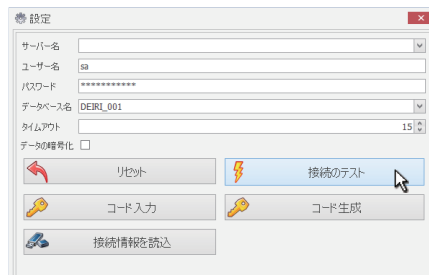 設定
サーバー名
ユーザー名 sa
パスワード ***********
データベース名 DEIRI_001
タイムアウト 15
データの暗号化
リセット 接続のテスト
コード入力 コード生成
接続情報を読込